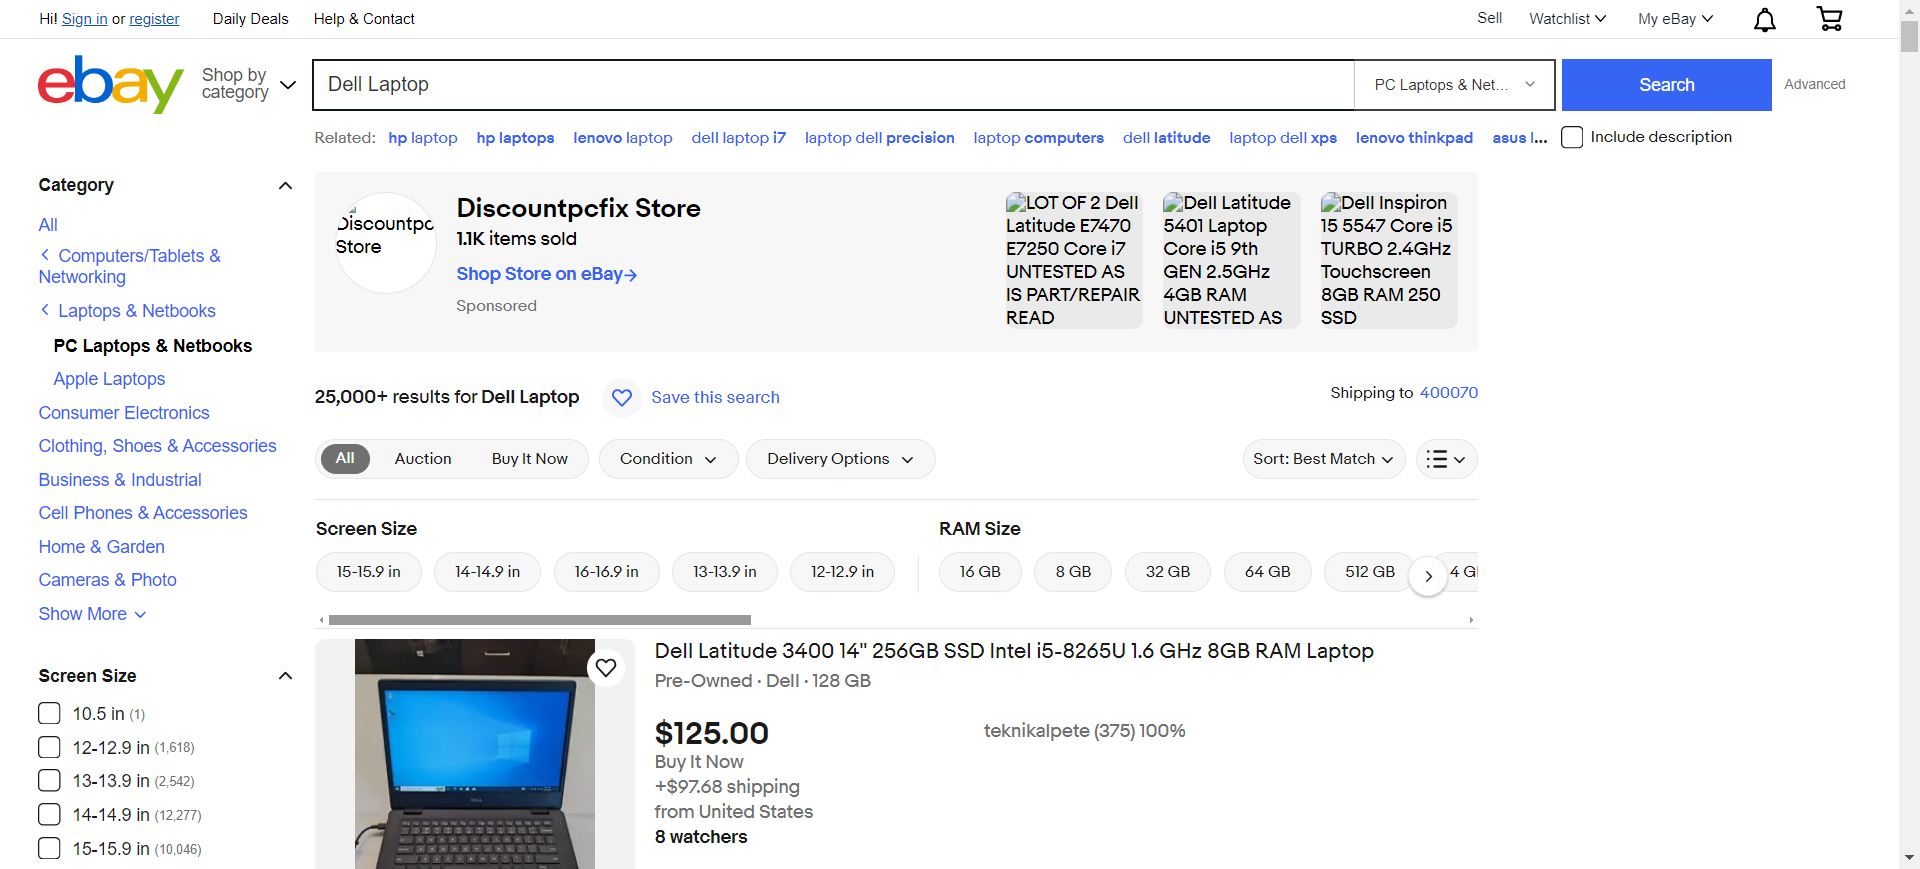 Hi! Sign in or register
Daily Deals
Help & Contact
Sell
Watchlist
My eBay
ebay
Shop by category
Dell Laptop
PC Laptops & Net...
Search
Advanced
Related: hp laptop hp laptops lenovo laptop dell laptop i7 laptop dell precision laptop computers dell latitude laptop dell xps lenovo thinkpad asus l...
Include description
Category
All
Computers/Tablets &
Networking
Laptops & Netbooks
PC Laptops & Netbooks
Apple Laptops
Consumer Electronics
Clothing, Shoes & Accessories
Business & Industrial
Cell Phones & Accessories
Home & Garden
Cameras & Photo
Show More
Screen Size
10.5 in (1)
12-12.9 in (1,618)
13-13.9 in (2,542)
14-14.9 in (12,277)
15-15.9 in (10,046)
Discountpc
Store
Discountpcfix Store
1.1K items sold
Shop Store on eBay
Sponsored
LOT OF 2 Dell
Latitude E7470
E7250 Core i7
UNTESTED AS
IS PART/REPAIR
READ
Dell Latitude
5401 Laptop
Core i5 9th
GEN 2.5GHz
4GB RAM
UNTESTED AS
Dell Inspiron
15 5547 Core i5
TURBO 2.4GHz
Touchscreen
8GB RAM 250
SSD
25,000+ results for Dell Laptop
Save this search
Shipping to 400070
All
Auction
Buy It Now
Condition
Delivery Options
Sort: Best Match
Screen Size
15-15.9 in
14-14.9 in
16-16.9 in
13-13.9 in
12-12.9 in
RAM Size
16 GB
8 GB
32 GB
64 GB
512 GB
4 G
Dell Latitude 3400 14" 256GB SSD Intel i5-8265U 1.6 GHz 8GB RAM Laptop
Pre-Owned · Dell · 128 GB
$125.00
Buy It Now
+$97.68 shipping
from United States
8 watchers
teknikalpete (375) 100%
DELL